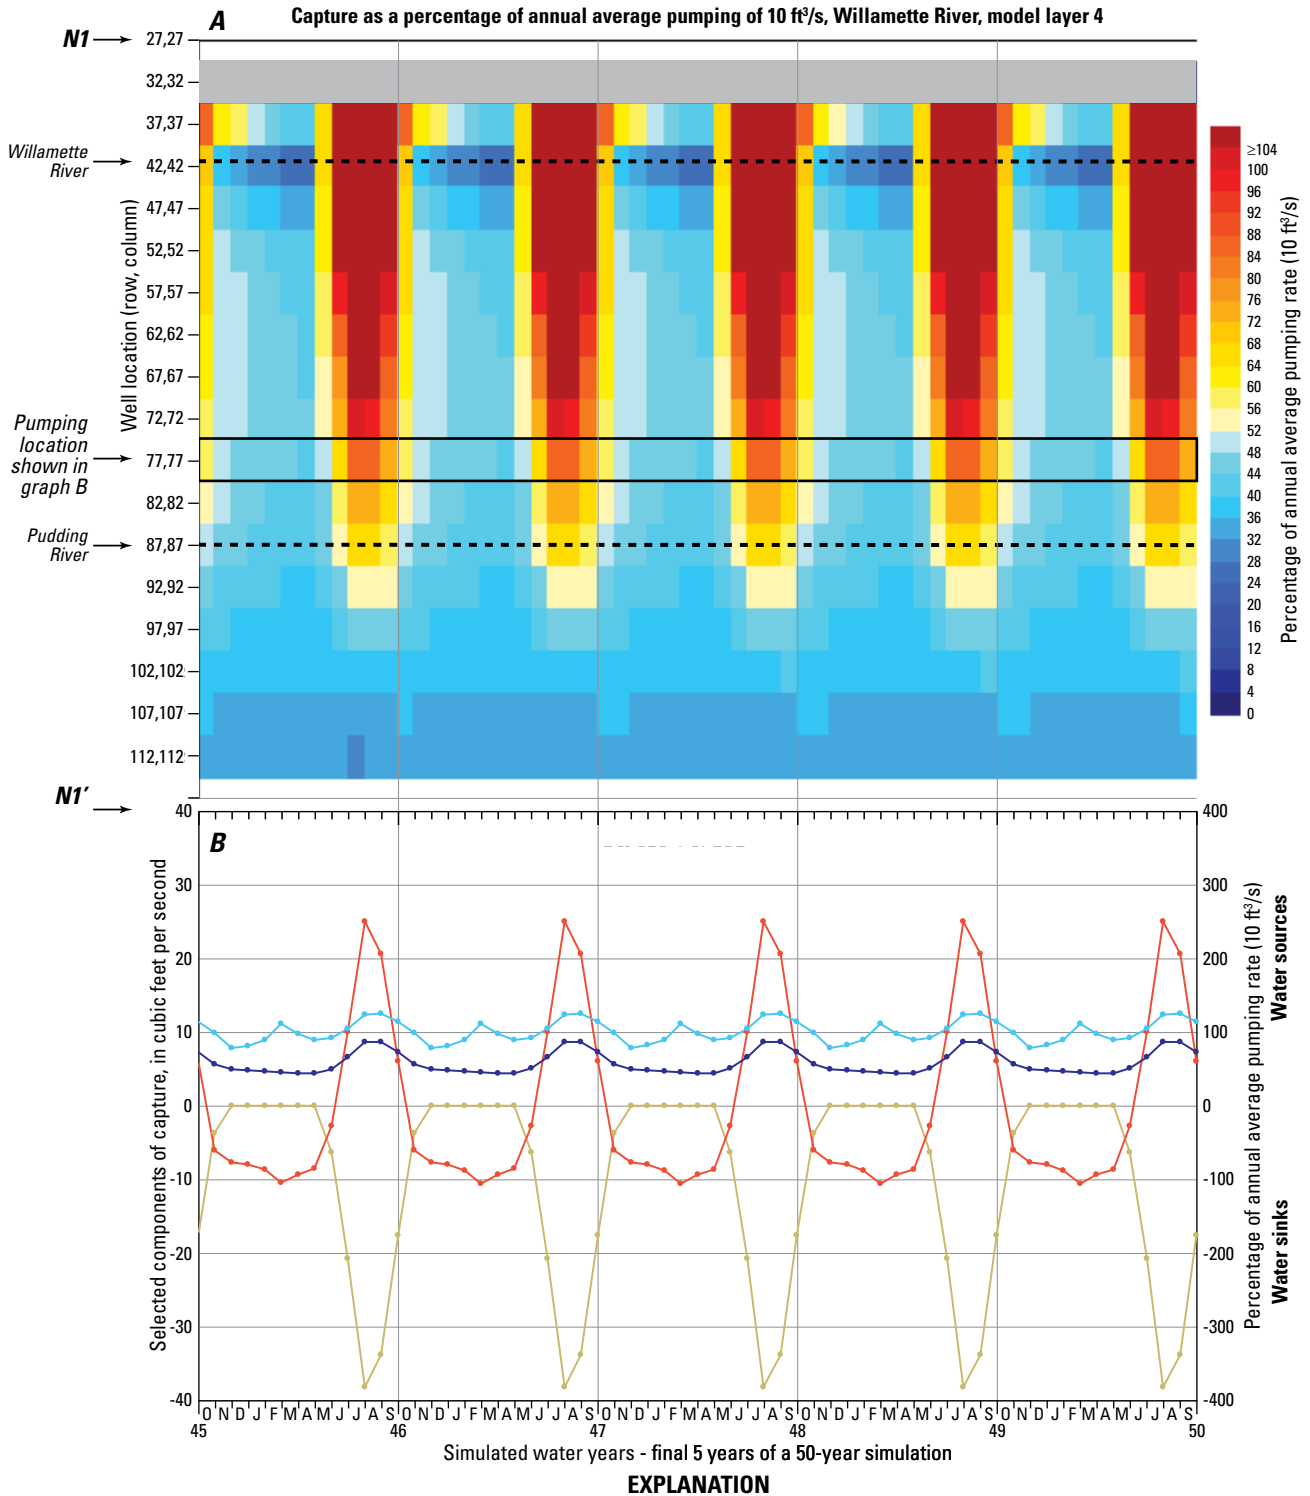 A
Capture as a percentage of annual average pumping of 10 ft³/s, Willamette River, model layer 4
N1
27,27
32,32
37,37
Willamette
River
42,42
47,47
52,52
57,57
62,62
67,67
72,72
Pumping
location
shown in
graph B
77,77
82,82
Pudding
River
87,87
92,92
97,97
102,102
107,107
112,112
Well location (row, column)
≥104
100
96
92
88
84
80
76
72
68
64
60
56
52
48
44
40
36
32
28
24
20
16
12
8
4
0
Percentage of annual average pumping rate (10 ft³/s)
N1’
B
40
30
20
10
0
-10
-20
-30
-40
Selected components of capture, in cubic feet per second
400
300
200
100
0
-100
-200
-300
-400
Percentage of annual average pumping rate (10 ft³/s)
Water sources
Water sinks
O N D J F M A M J J A S O N D J F M A M J J A S O N D J F M A M J J A S O N D J F M A M J J A S O N D J F M A M J J A S
45 46 47 48 49 50
Simulated water years - final 5 years of a 50-year simulation
EXPLANATION